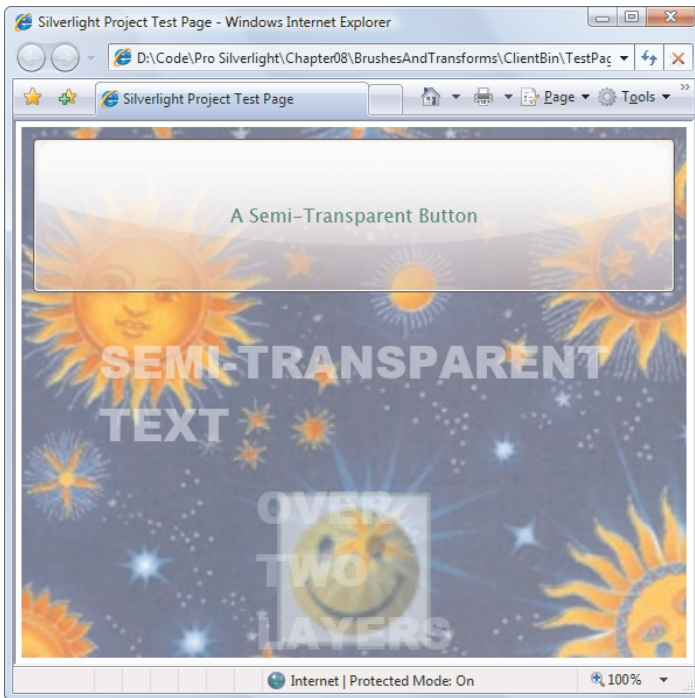 Silverlight Project Test Page - Windows Internet Explorer
D:\Code\Pro Silverlight\Chapter08\BrushesAndTransforms\ClientBin\TestPag
Silverlight Project Test Page
Page
Tools
A Semi-Transparent Button
SEMI-TRANSPARENT
TEXT
OVER
TWO
LAYERS
Internet | Protected Mode: On
100%